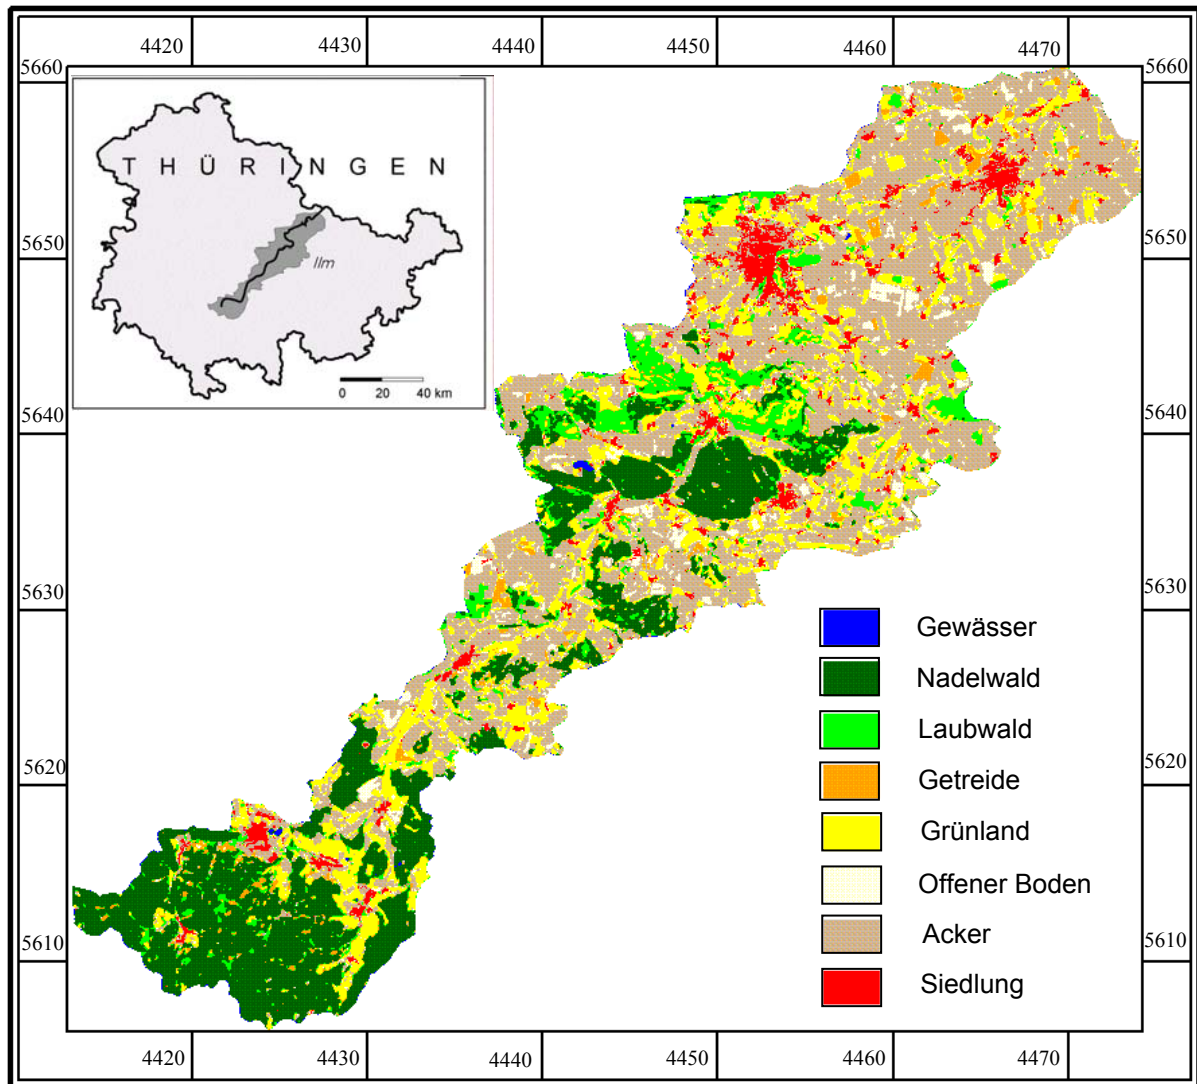 4420 4430 4440 4450 4460 4470
5660 5660
THÜRINGEN
Ilm
0 20 40 km
5650 5650
5640 5640
5630 5630
5620 5620
5610 5610
Gewässer
Nadelwald
Laubwald
Getreide
Grünland
Offener Boden
Acker
Siedlung
4420 4430 4440 4450 4460 4470